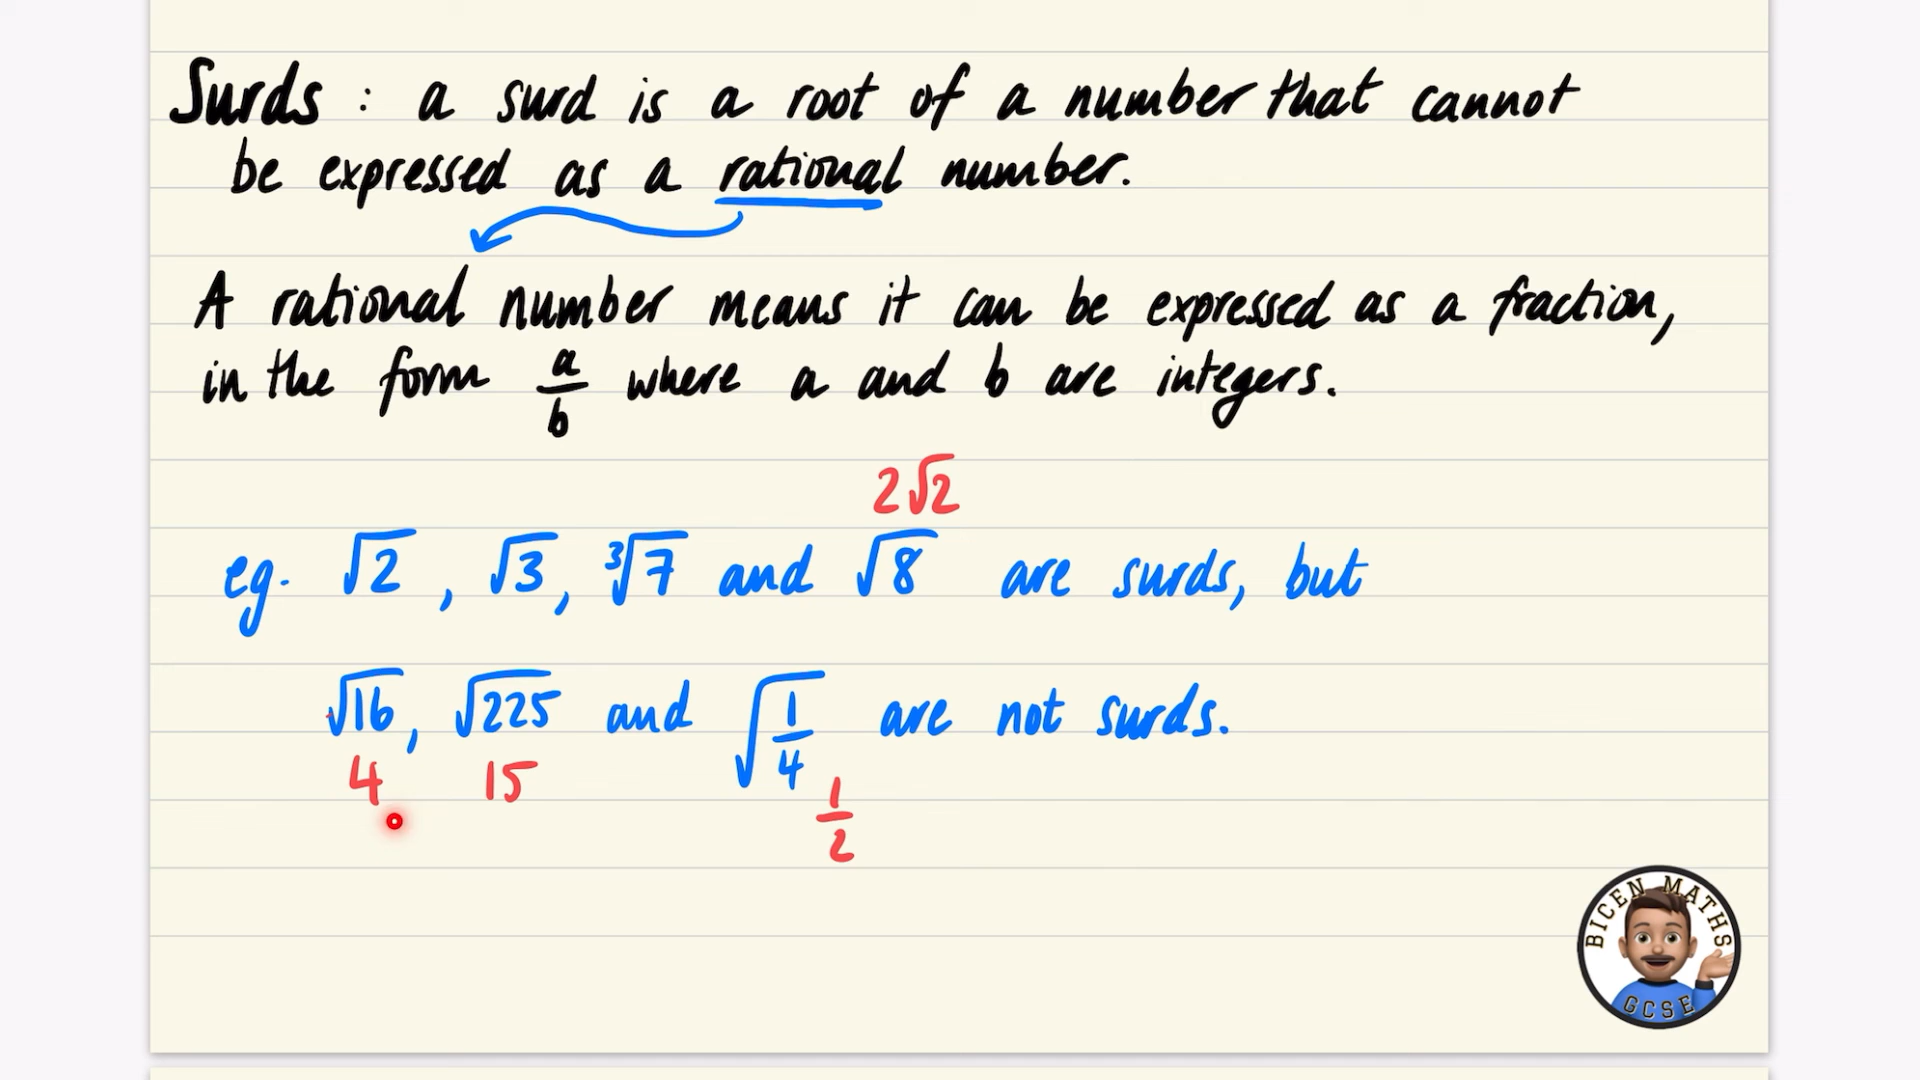 Surds : a surd is a root of a number that cannot
be expressed as a rational number.
A rational number means it can be expressed as a fraction,
in the form a/b where a and b are integers.
2√2
eg. √2, √3, ³√7 and √8 are surds, but
√16, √225 and √(1/4) are not surds.
4 15 1/2
BICEN MATHS
GCSE